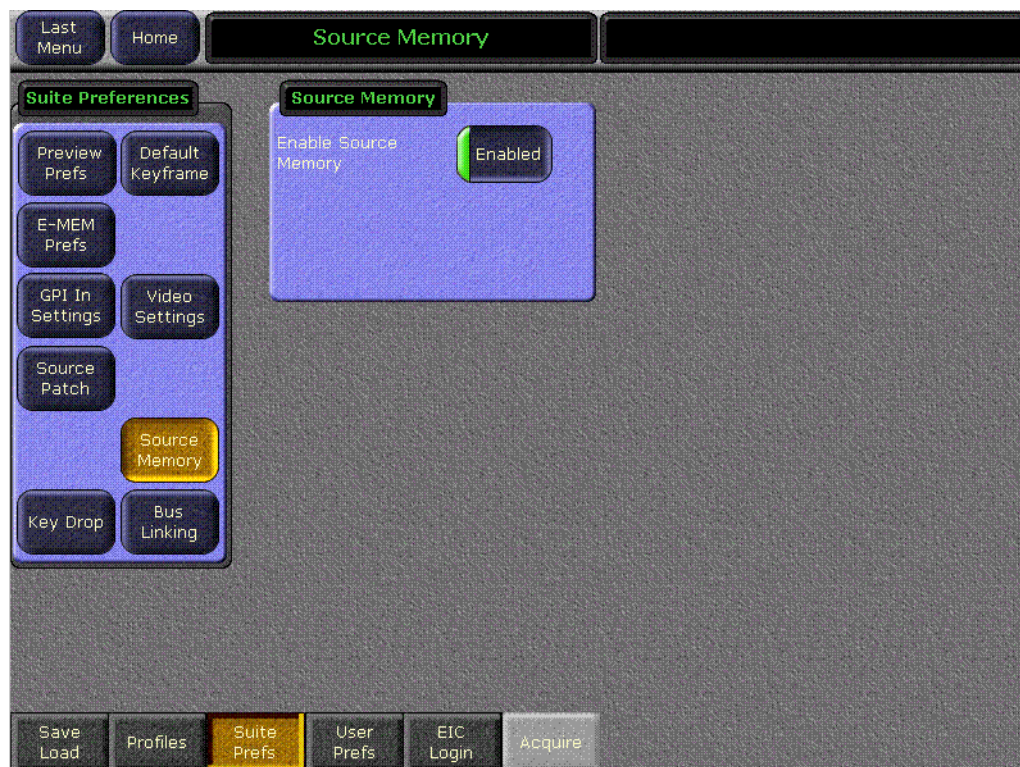 Last
Menu
Home
Source Memory
Suite Preferences
Preview
Prefs
Default
Keyframe
E-MEM
Prefs
GPI In
Settings
Video
Settings
Source
Patch
Source
Memory
Key Drop
Bus
Linking
Source Memory
Enable Source
Memory
Enabled
Save
Load
Profiles
Suite
Prefs
User
Prefs
EIC
Login
Acquire